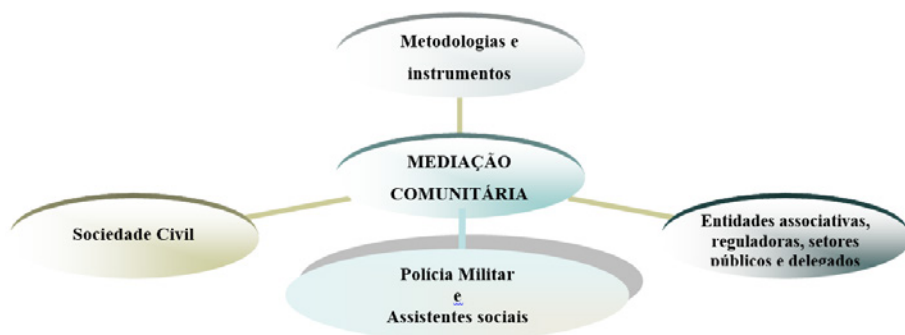 Metodologias e
instrumentos
MEDIAÇÃO
COMUNITÁRIA
Sociedade Civil
Entidades associativas,
reguladoras, setores
públicos e delegados
Polícia Militar
e
Assistentes sociais